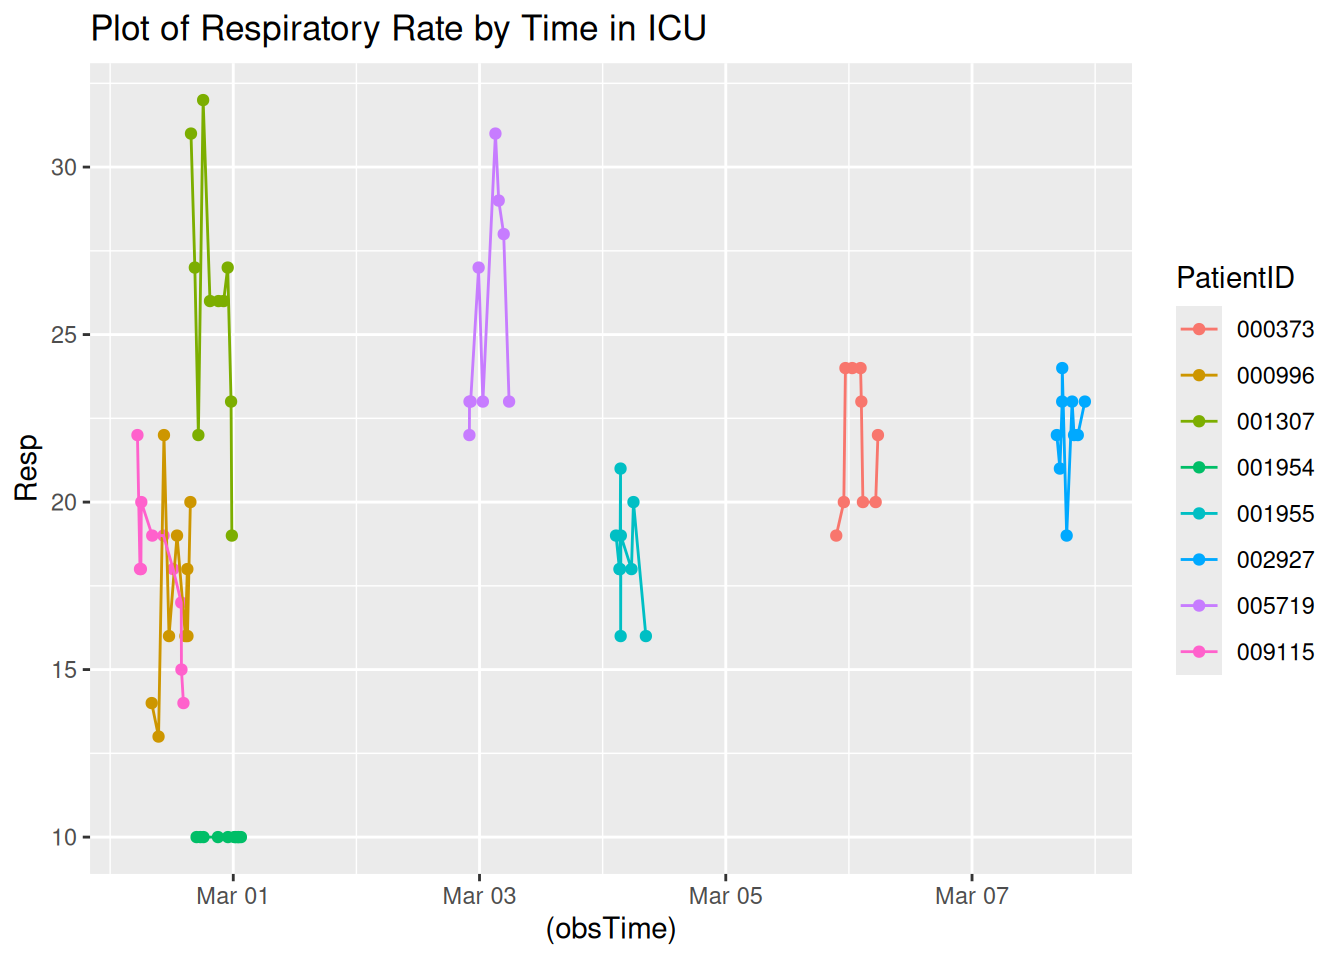 Plot of Respiratory Rate by Time in ICU
30
25
20
15
10
Resp
Mar 01
Mar 03
Mar 05
Mar 07
(obsTime)
PatientID
000373
000996
001307
001954
001955
002927
005719
009115